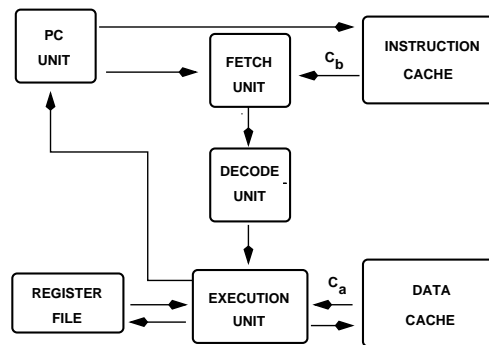 PC
UNIT
FETCH
UNIT
C_b
INSTRUCTION
CACHE
DECODE
UNIT
REGISTER
FILE
EXECUTION
UNIT
C_a
DATA
CACHE